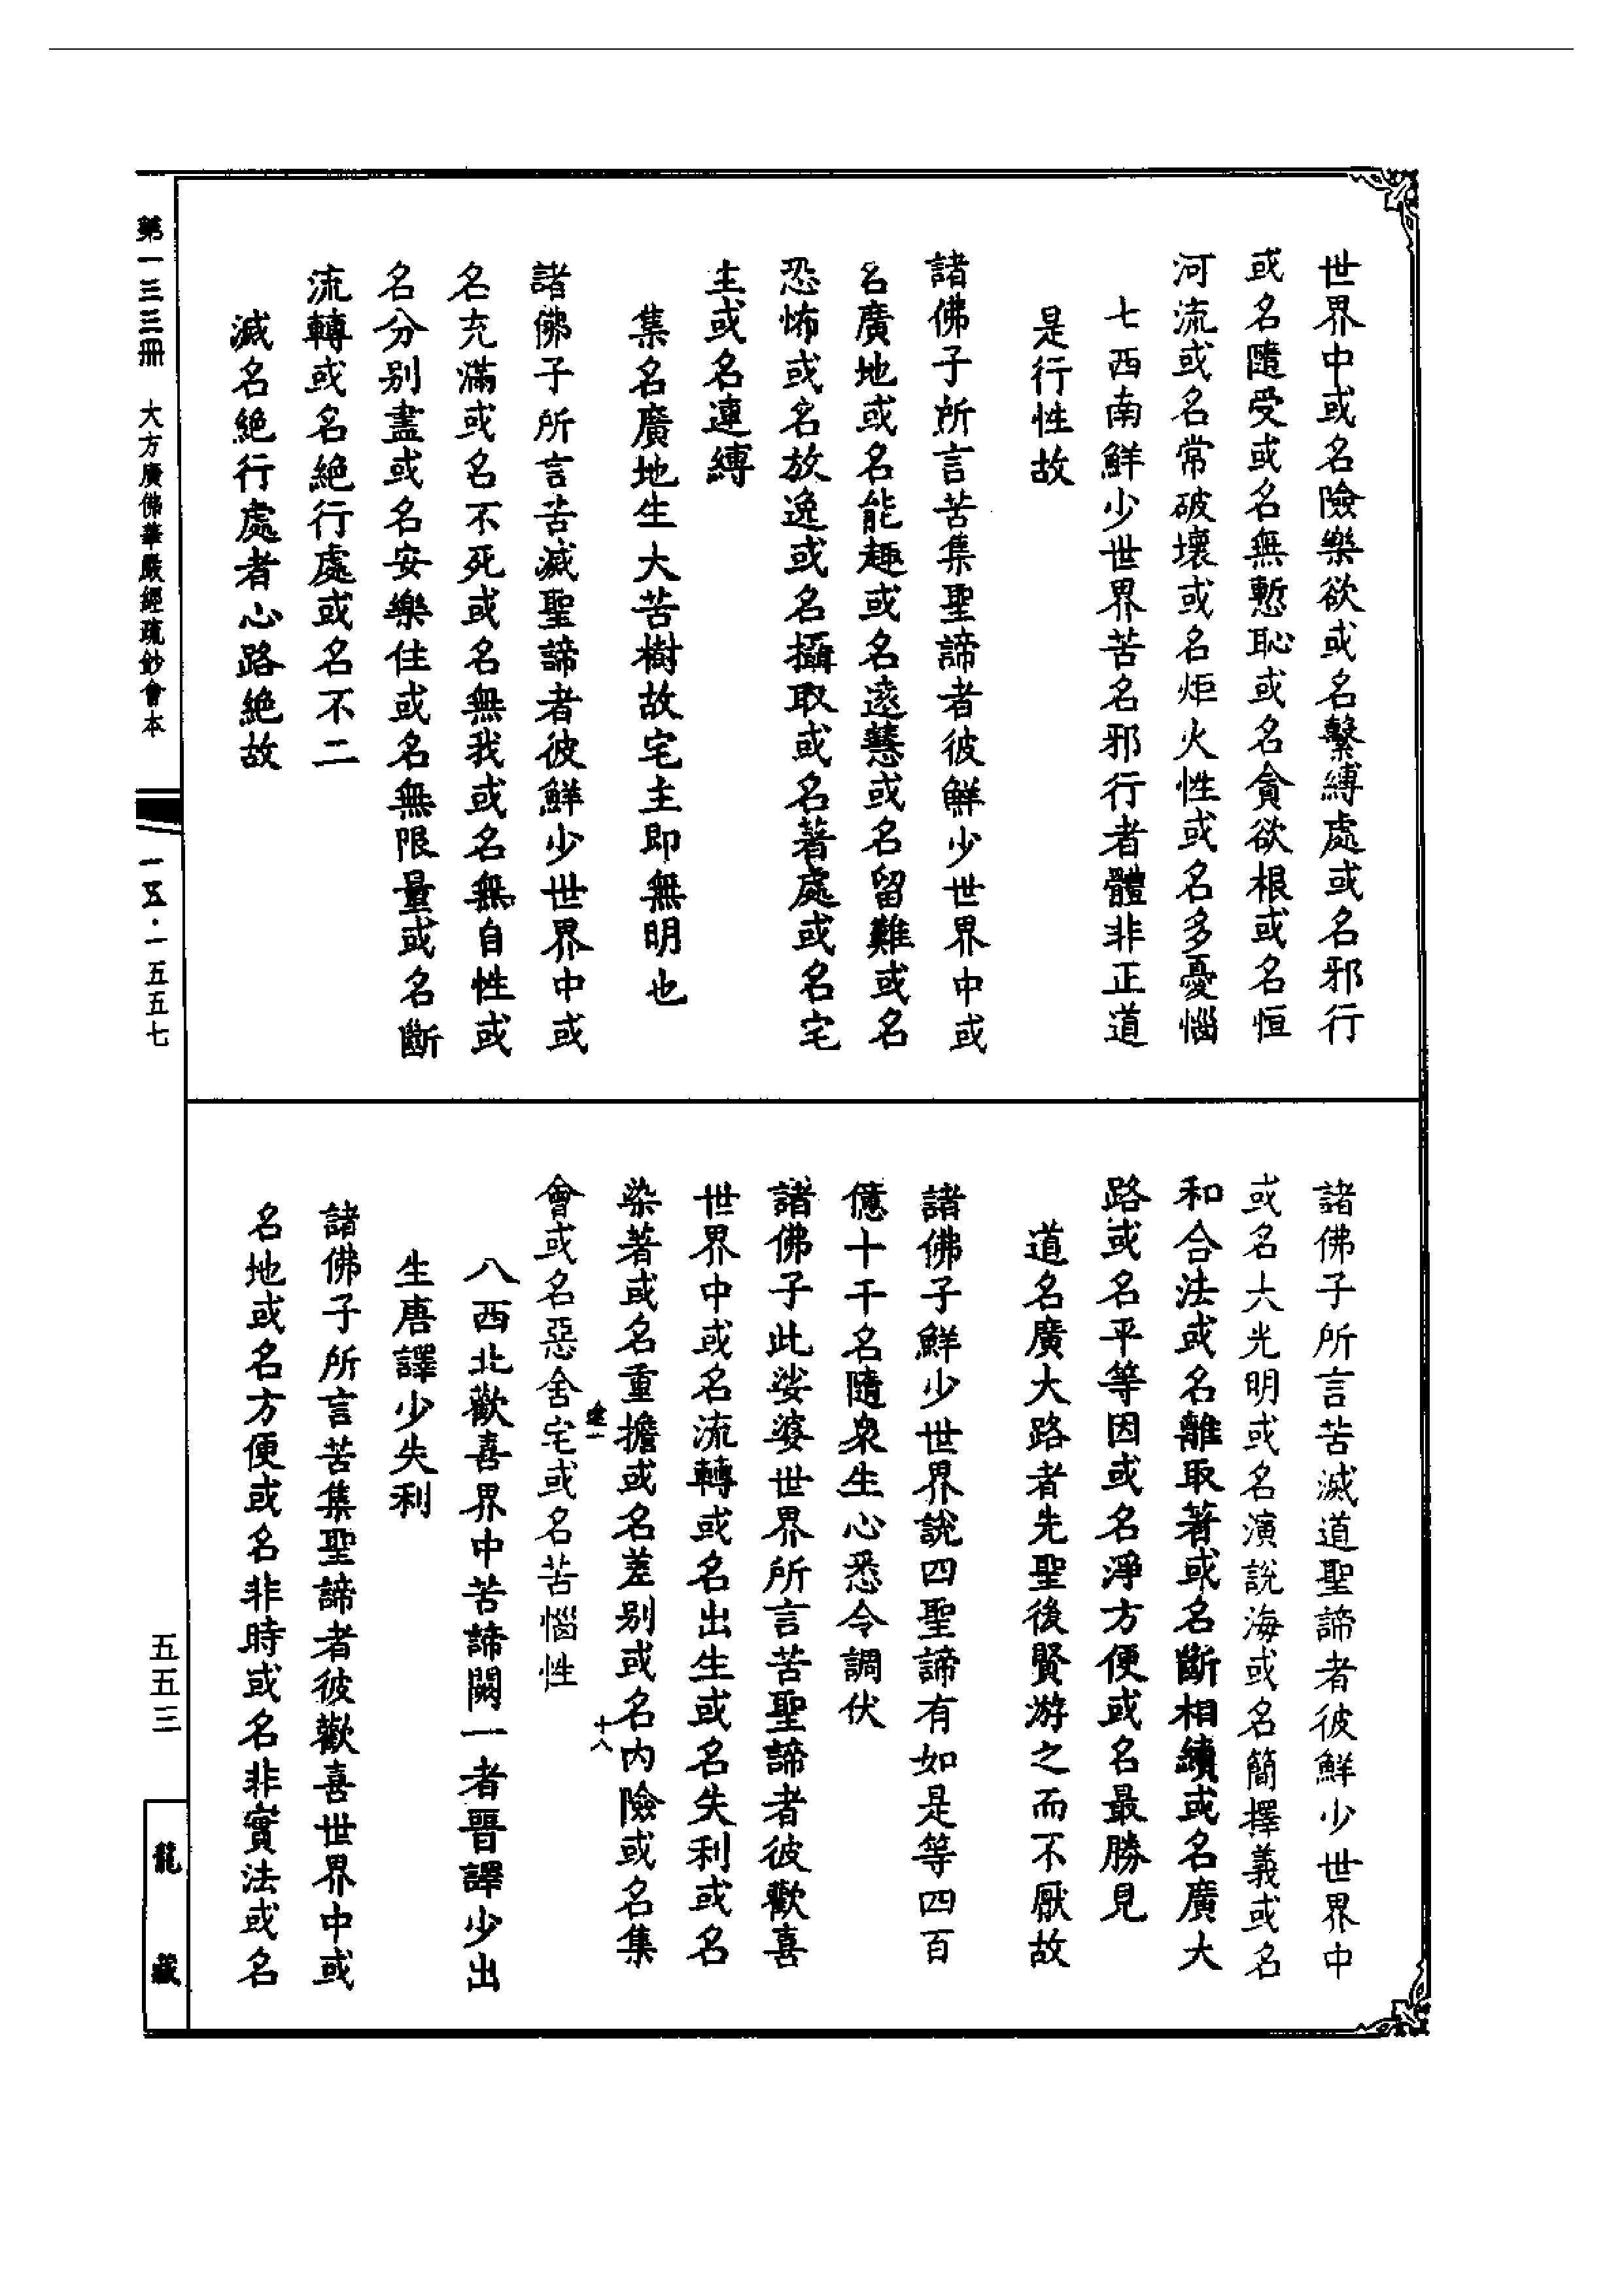 世界中或名險樂欲或名繫縛處或名邪行
或名隨受或名無慙恥或名貪欲根或名恒
河流或名常破壞或名炬火性或名多憂惱
七西南鮮少世界苦名邪行者體非正道
是行性故
諸佛子所言苦集聖諦者彼鮮少世界中或
名廣地或名能趣或名遠慧或名留難或名
恐怖或名放逸或名攝取或名著處或名宅
主或名連縛
集名廣地生大苦樹故宅主即無明也
諸佛子所言苦滅聖諦者彼鮮少世界中或
名充滿或名不死或名無我或名無自性或
名分別盡或名安樂住或名無限量或名斷
流轉或名絕行處或名不二
滅名絕行處者心路絕故
諸佛子所言苦滅道聖諦者彼鮮少世界中
或名大光明或名演說海或名簡擇義或名
和合法或名離取著或名斷相續或名廣大
路或名平等因或名淨方便或名最勝見
道名廣大路者先聖後賢游之而不厭故
諸佛子鮮少世界說四聖諦有如是等四百
億十千名隨眾生心悉令調伏
諸佛子此娑婆世界所言苦聖諦者彼歡喜
世界中或名流轉或名出生或名失利或名
染著或名重擔或名差別或名內險或名集
十八
會或名惡舍宅或名苦惱性
八西北歡喜界中苦諦闕一者晉譯少出
生唐譯少失利
諸佛子所言苦集聖諦者彼歡喜世界中或
名地或名方便或名非時或名非實法或名
第一三三冊 大方廣佛華嚴經疏鈔會本
一五·一五五七
五五三
龍藏